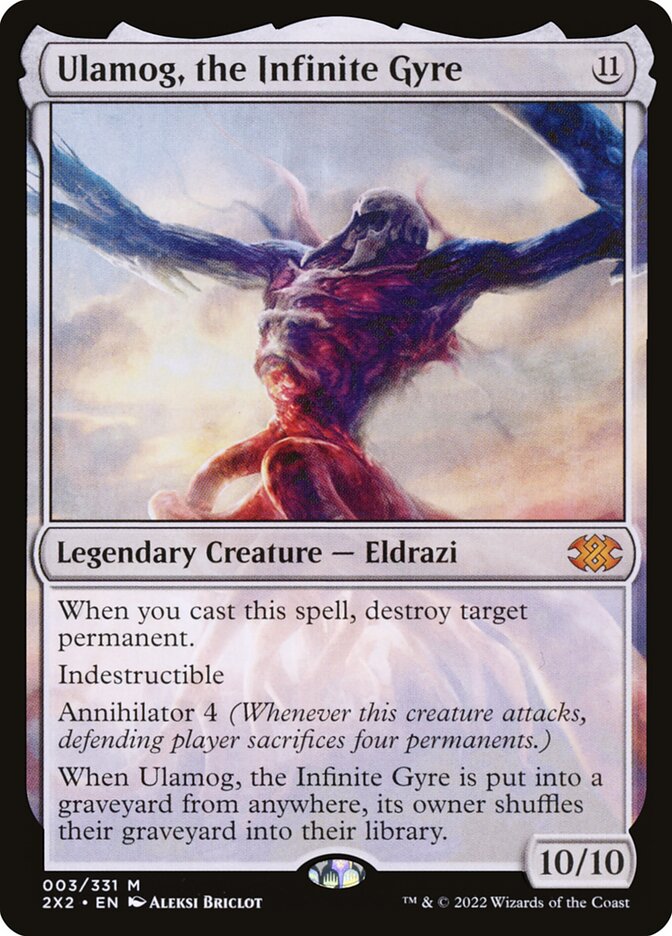 Ulamog, the Infinite Gyre 11
Legendary Creature — Eldrazi
When you cast this spell, destroy target
permanent.
Indestructible
Annihilator 4 (Whenever this creature attacks,
defending player sacrifices four permanents.)
When Ulamog, the Infinite Gyre is put into a
graveyard from anywhere, its owner shuffles
their graveyard into their library.
10/10
003/331 M
2X2 • EN Aleksi Briclot ™ & © 2022 Wizards of the Coast